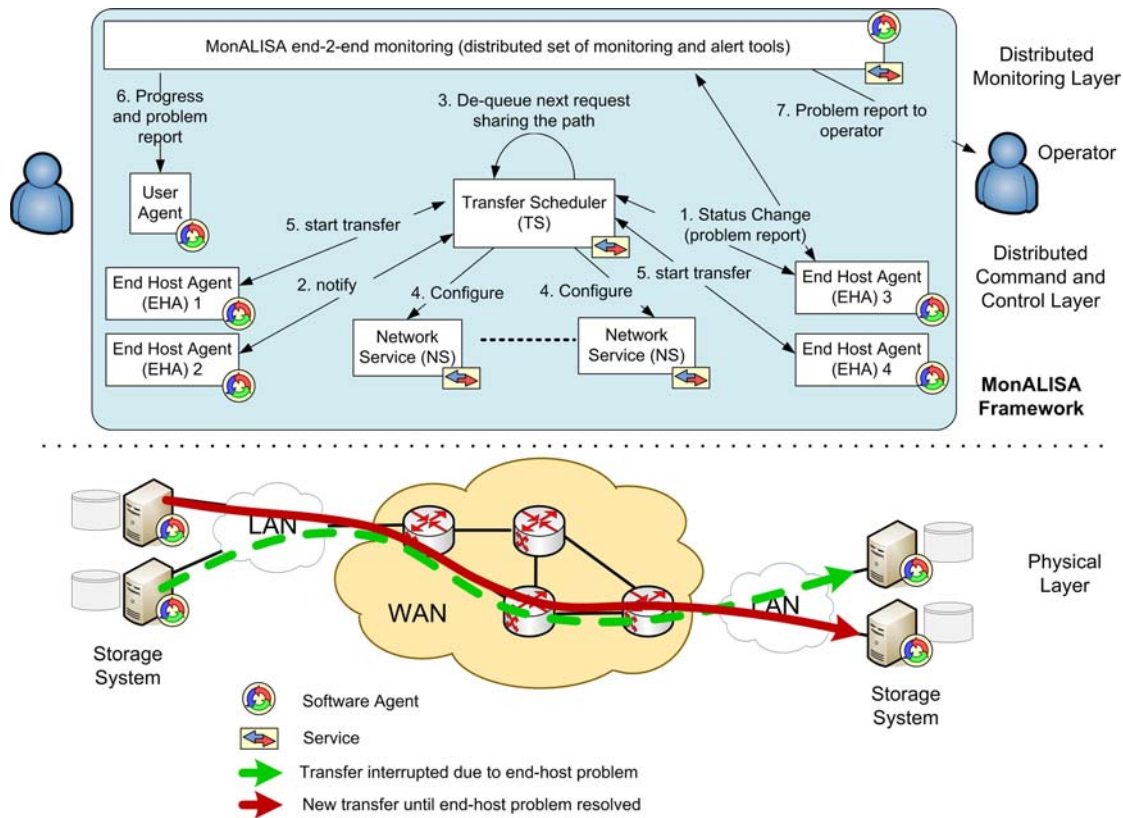 MonALISA end-2-end monitoring (distributed set of monitoring and alert tools)
Distributed
Monitoring Layer
6. Progress
and problem
report
3. De-queue next request
sharing the path
7. Problem report to
operator
Operator
User
Agent
Transfer Scheduler
(TS)
5. start transfer
1. Status Change
(problem report)
Distributed
Command and
Control Layer
End Host Agent
(EHA) 1
2. notify
4. Configure
4. Configure
5. start transfer
End Host Agent
(EHA) 3
End Host Agent
(EHA) 2
Network
Service (NS)
Network
Service (NS)
End Host Agent
(EHA) 4
MonALISA
Framework
LAN
WAN
LAN
Physical
Layer
Storage
System
Storage
System
Software Agent
Service
Transfer interrupted due to end-host problem
New transfer until end-host problem resolved